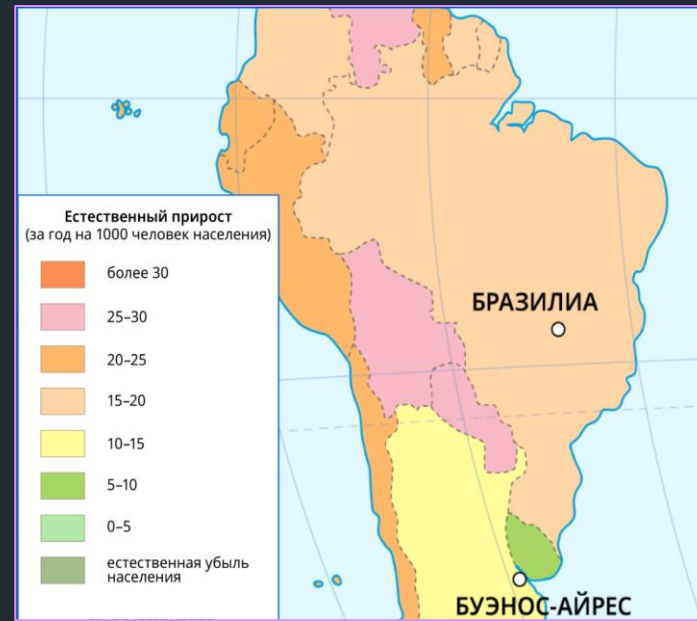 Естественный прирост
(за год на 1000 человек населения)
более 30
25–30
20–25
15–20
10–15
5–10
0–5
естественная убыль
населения
БРАЗИЛИА
БУЭНОС-АЙРЕС